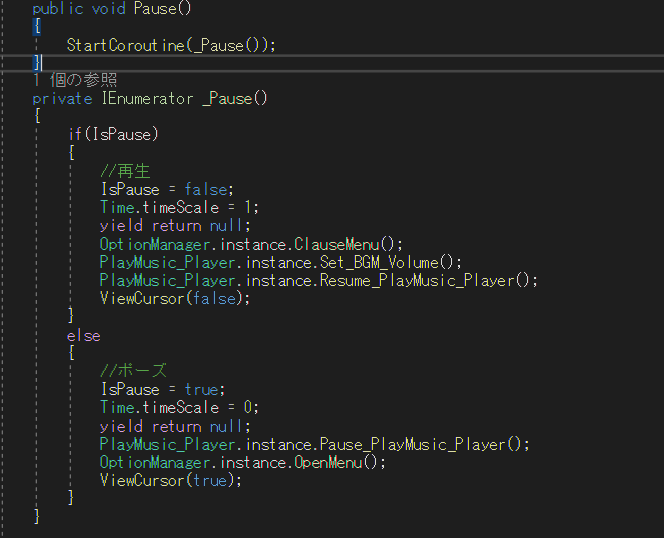 public void Pause()
{
StartCoroutine(_Pause());
}
1 個の参照
private IEnumerator _Pause()
{
if(IsPause)
{
//再生
IsPause = false;
Time.timeScale = 1;
yield return null;
OptionManager.instance.ClauseMenu();
PlayMusic_Player.instance.Set_BGM_Volume();
PlayMusic_Player.instance.Resume_PlayMusic_Player();
ViewCursor(false);
}
else
{
//ポーズ
IsPause = true;
Time.timeScale = 0;
yield return null;
PlayMusic_Player.instance.Pause_PlayMusic_Player();
OptionManager.instance.OpenMenu();
ViewCursor(true);
}
}